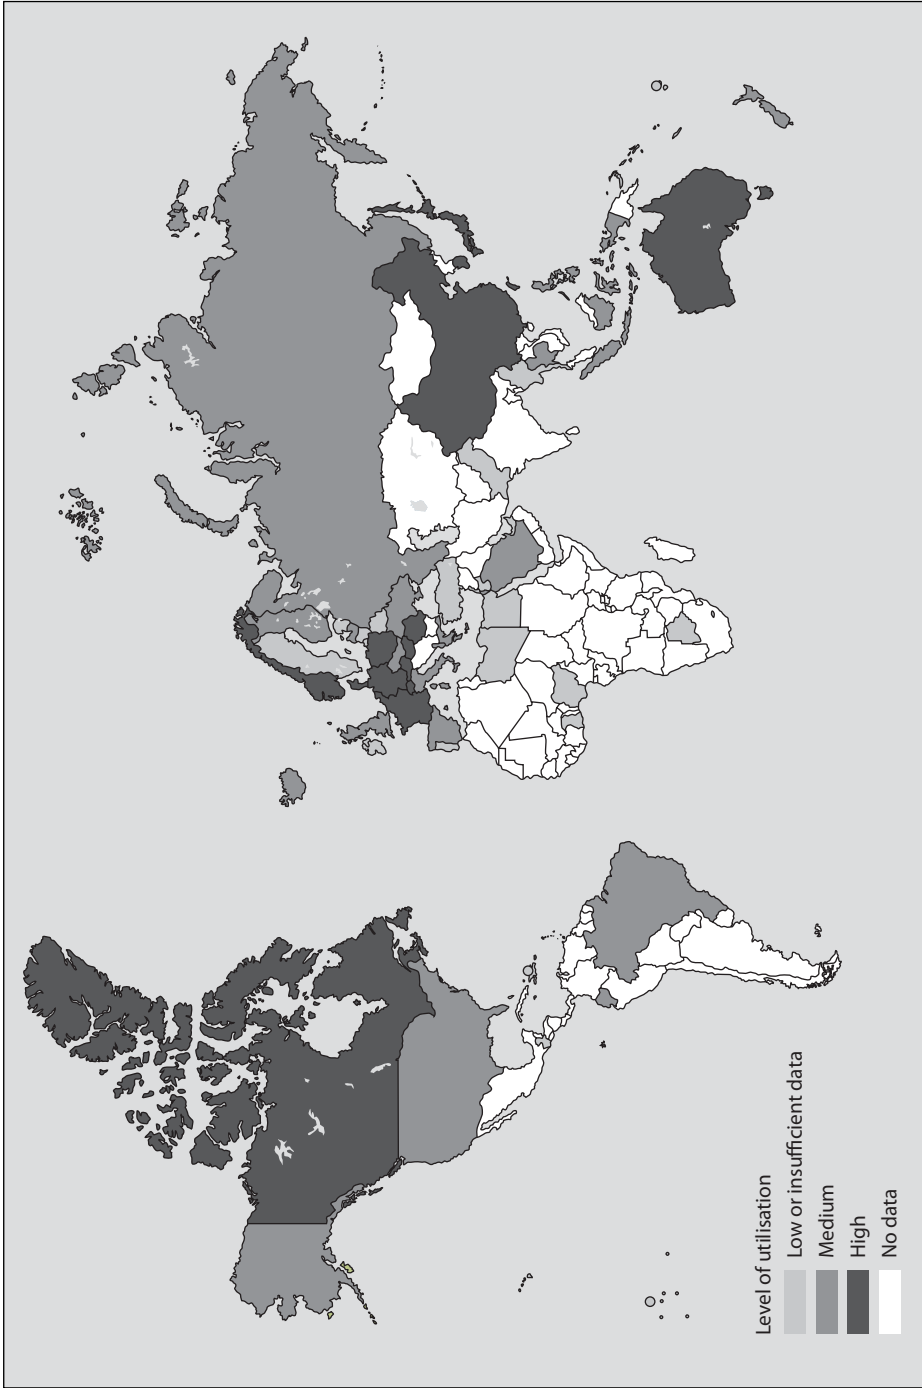 Level of utilisation
Low or insufficient data
Medium
High
No data